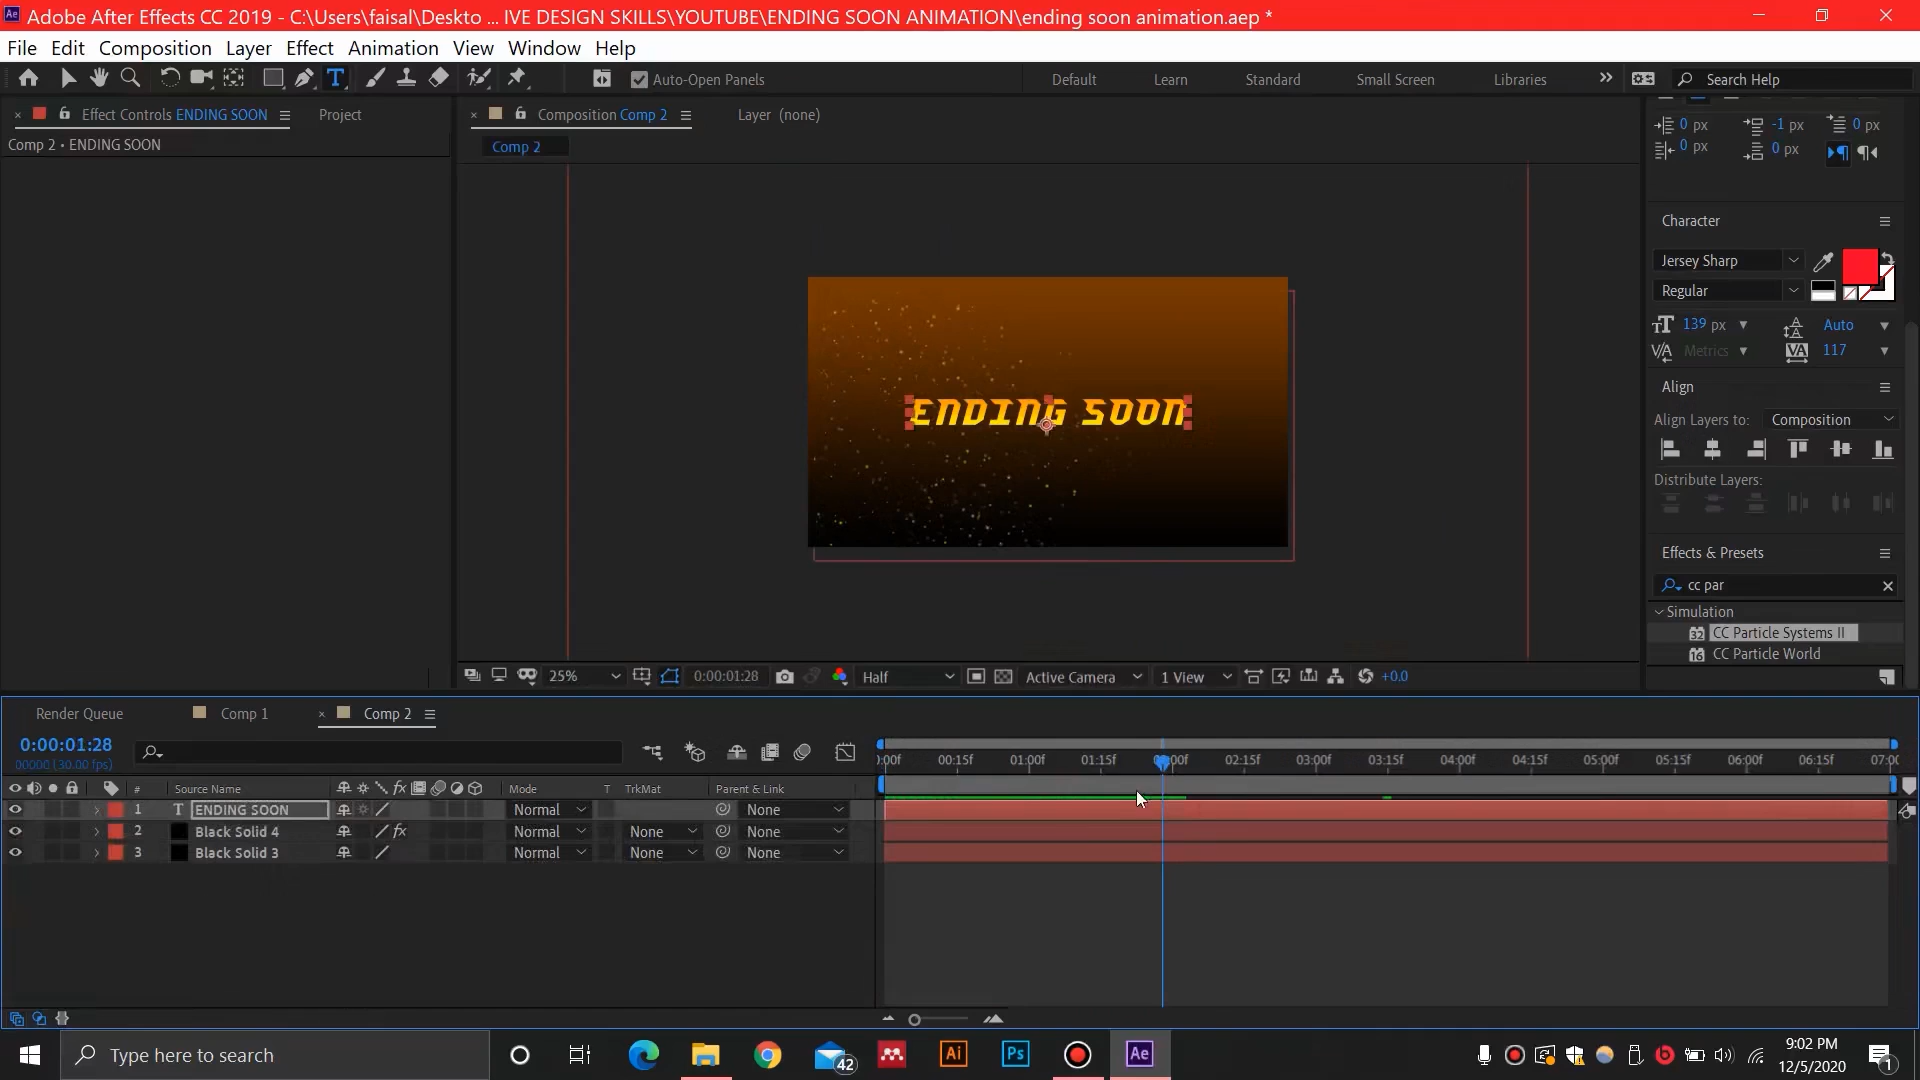 Adobe After Effects CC 2019 - C:\Users\faisal\Deskto ... IVE DESIGN SKILLS\YOUTUBE\ENDING SOON ANIMATION\ending soon animation.aep *
File Edit Composition Layer Effect Animation View Window Help
Auto-Open Panels Default Learn Standard Small Screen Libraries Search Help
Effect Controls ENDING SOON Project
Composition Comp 2 Layer (none)
Comp 2 • ENDING SOON
Comp 2
0 px -1 px 0 px
0 px 0 px
Character
Jersey Sharp
Regular
139 px Auto
Metrics 117
Align
Align Layers to: Composition
Distribute Layers:
Effects & Presets
cc par
Simulation
CC Particle Systems II
CC Particle World
ENDING SOON
25% 0:00:01:28 Half Active Camera 1 View +0.0
Render Queue Comp 1 Comp 2
0:00:01:28
# Source Name Mode T TrkMat Parent & Link
1 T ENDING SOON Normal None
2 Black Solid 4 fx Normal None None
3 Black Solid 3 Normal None None
00:15f 01:00f 01:15f 02:15f 03:00f 03:15f 04:00f 04:15f 05:00f 05:15f 06:00f 06:15f
Type here to search
42
Ai Ps Ae
9:02 PM
12/5/2020
1